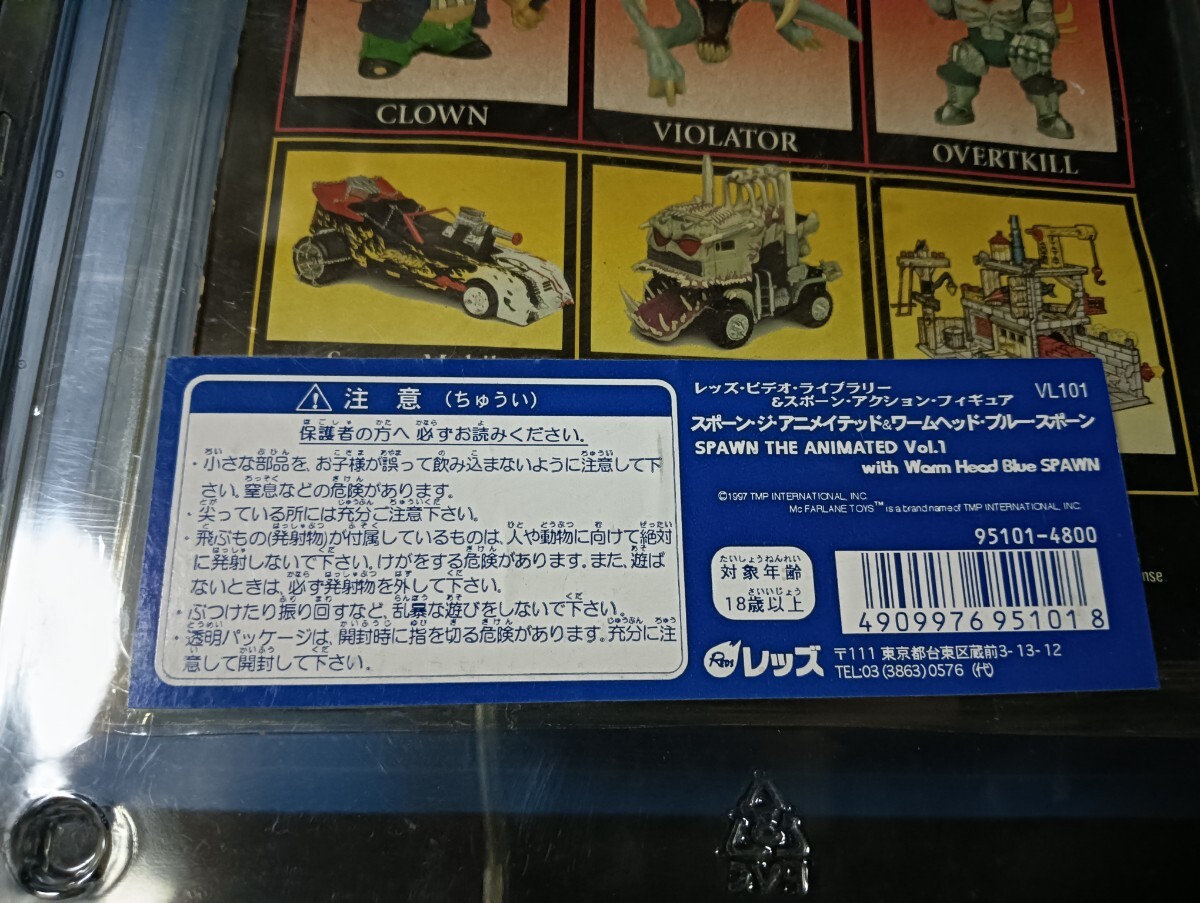 CLOWN
VIOLATOR
OVERTKILL
⚠ 注意 (ちゅうい)
保護者の方へ 必ずお読みください。
・小さな部品を、お子様が誤って飲み込まないように注意して下
さい。窒息などの危険があります。
・尖っている所には充分ご注意下さい。
・飛ぶもの(発射物)が付属しているものは、人や動物に向けて絶対
に発射しないで下さい。けがをする危険があります。また、遊ば
ないときは、必ず発射物を外して下さい。
・ぶつけたり振り回すなど、乱暴な遊びをしないで下さい。
・透明パッケージは、開封時に指を切る危険があります。充分に注
意して開封して下さい。
レッズ・ビデオ・ライブラリー
&スポーン・アクション・フィギュア
VL101
スポーン・ジ・アニメイテッド&ワームヘッド・ブルースポーン
SPAWN THE ANIMATED Vol.1
with Warm Head Blue SPAWN
©1997 TMP INTERNATIONAL, INC.
Mc FARLANE TOYS™ is a brand name of TMP INTERNATIONAL, INC.
95101-4800
たいしょうねんれい
対象年齢
さいいじょう
18歳以上
4909976951018
REDS レッズ
〒111 東京都台東区蔵前3-13-12
TEL:03(3863)0576 (代)